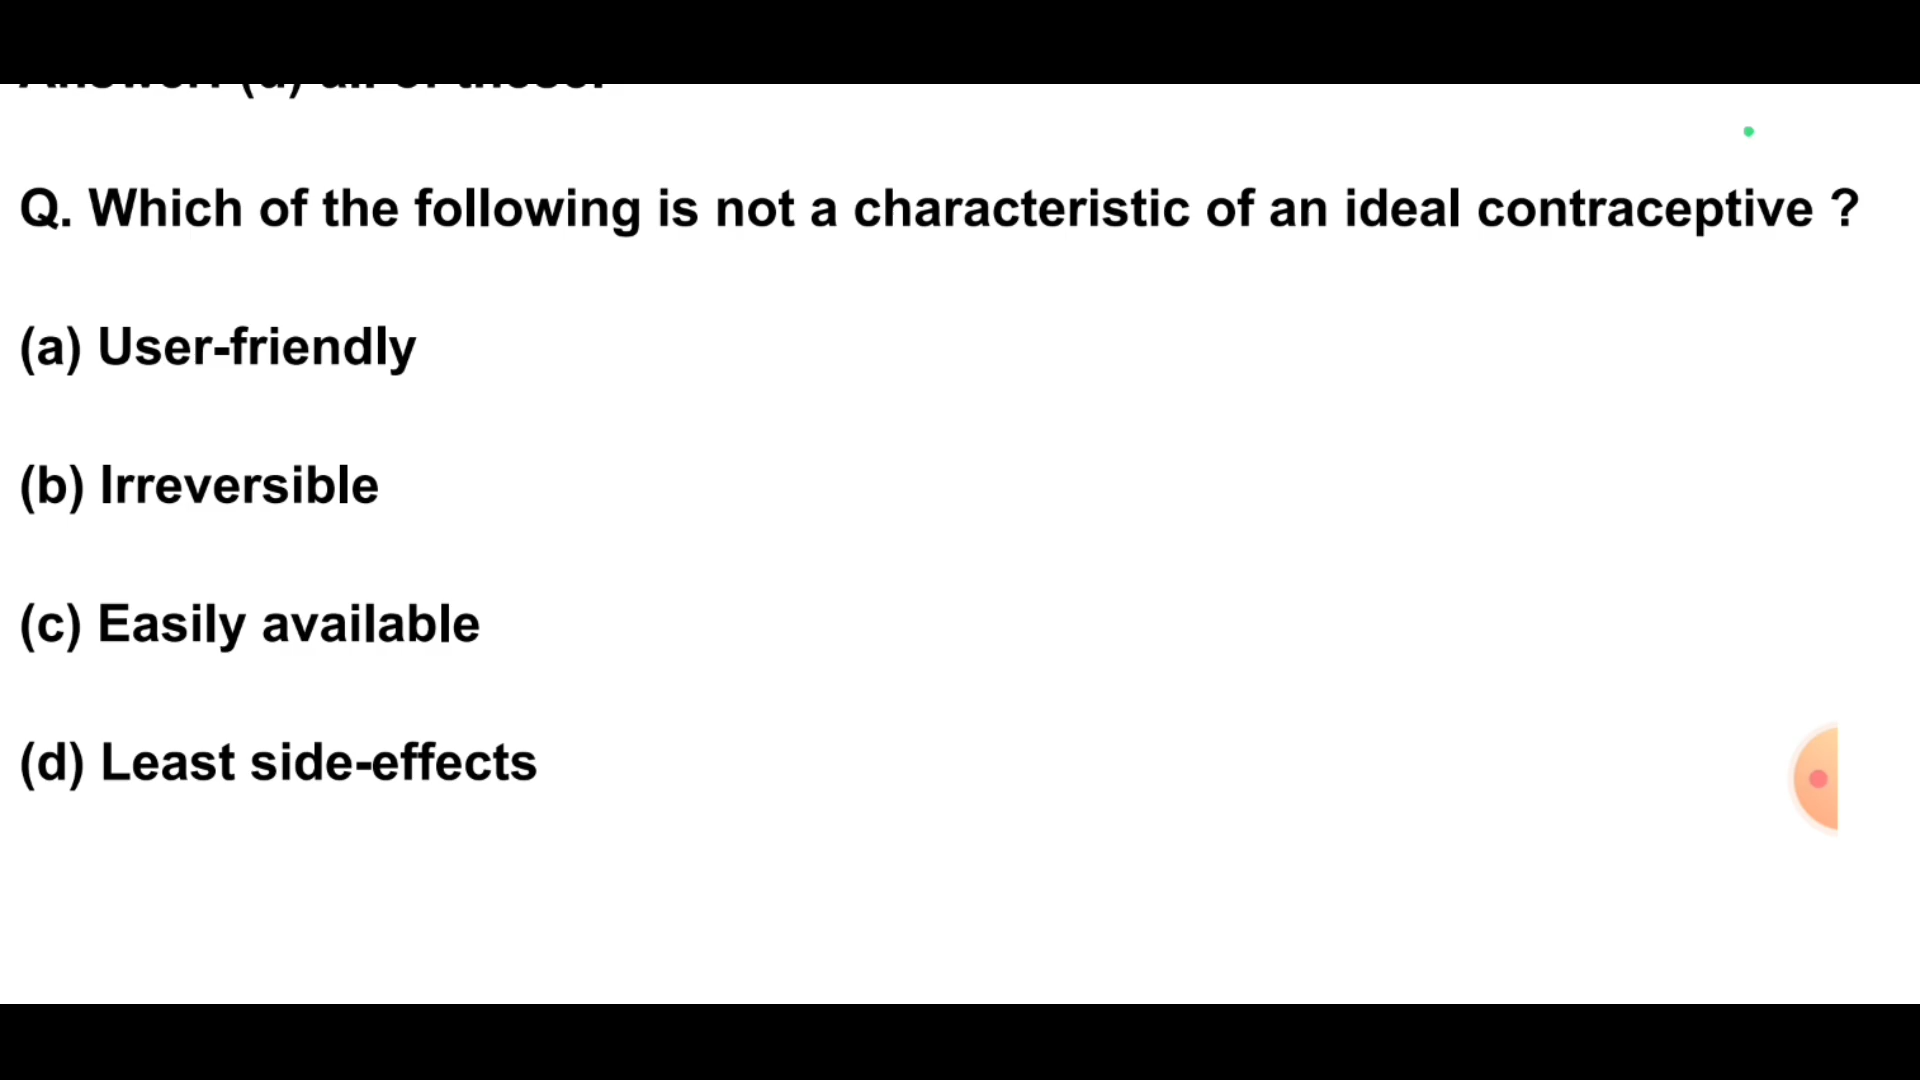 Q. Which of the following is not a characteristic of an ideal contraceptive ?
(a) User-friendly
(b) Irreversible
(c) Easily available
(d) Least side-effects